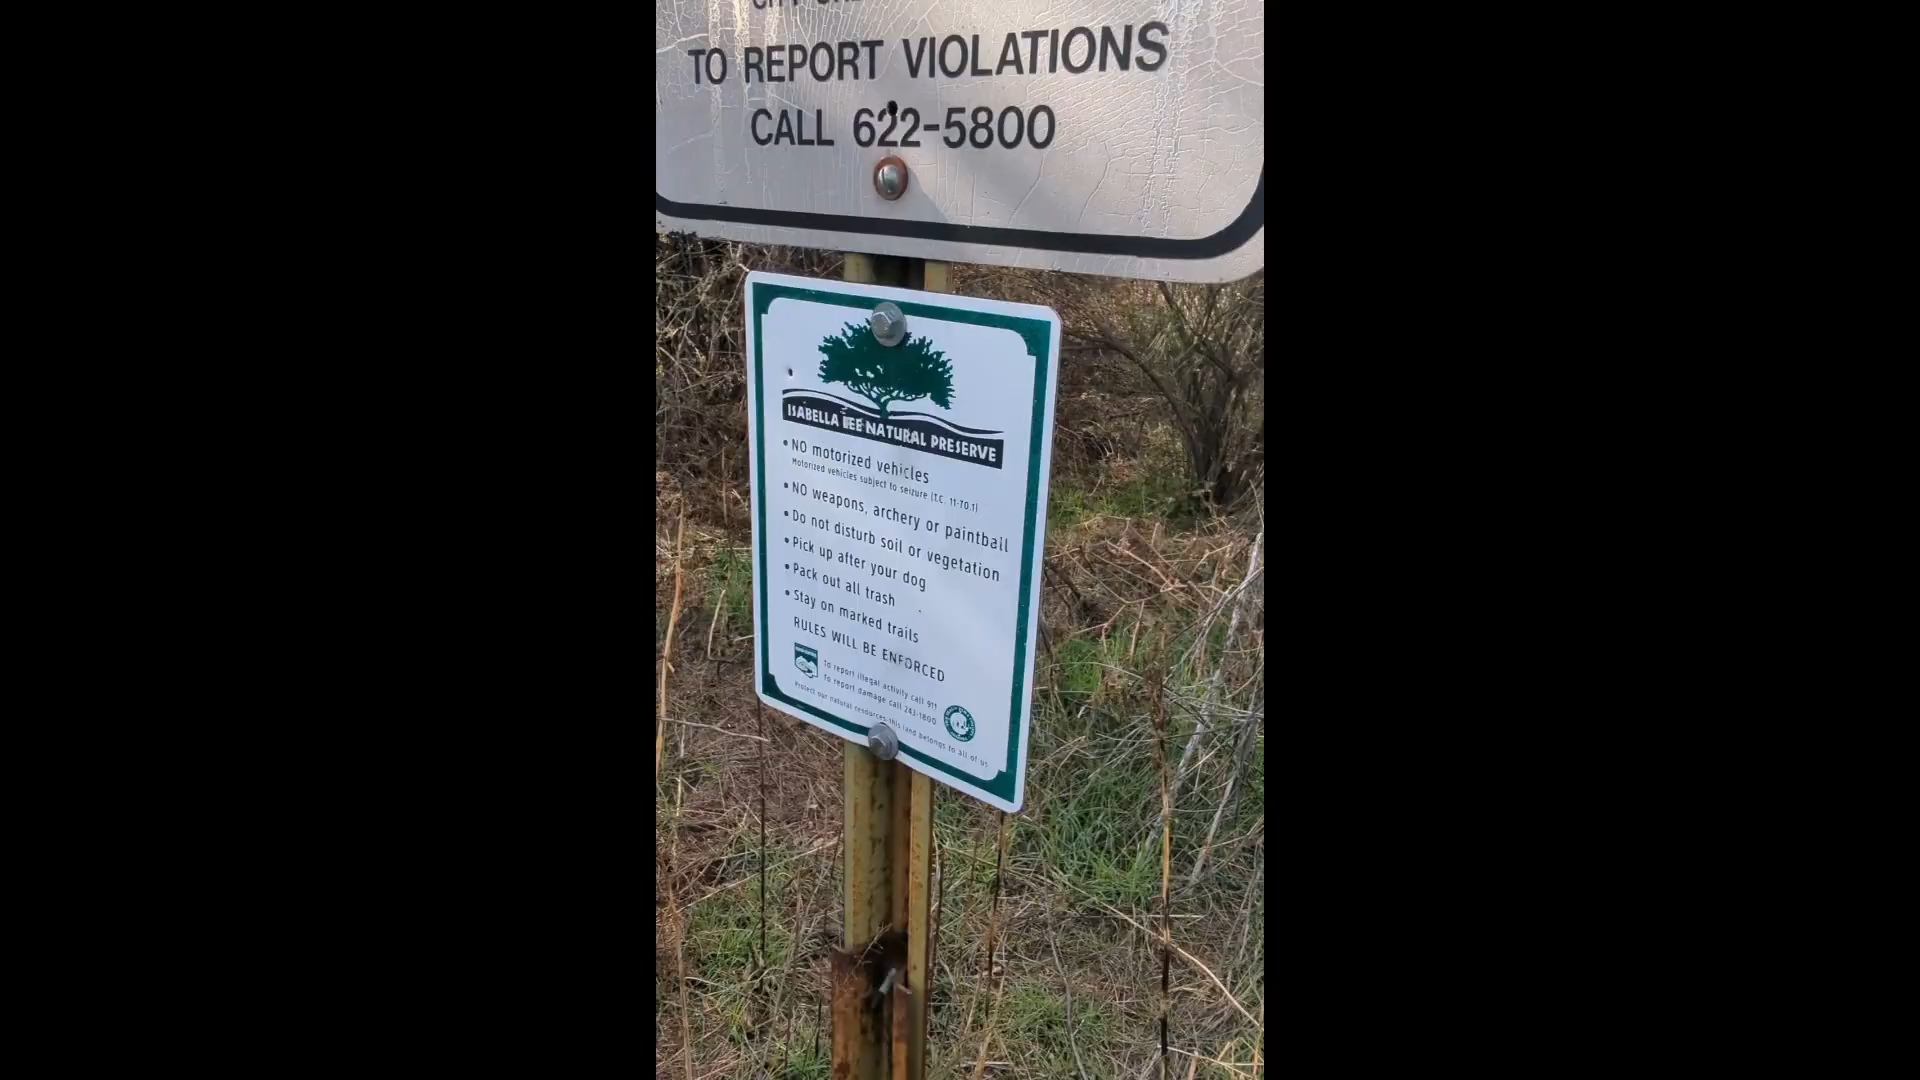 TO REPORT VIOLATIONS
CALL 622-5800
ISABELLA LEE NATURAL PRESERVE
• NO motorized vehicles
Motorized vehicles subject to seizure (T.C. 11-70.1)
• NO weapons, archery or paintball
• Do not disturb soil or vegetation
• Pick up after your dog
• Pack out all trash
• Stay on marked trails
RULES WILL BE ENFORCED
To report illegal activity call 911
To report damage call 243-1800
Protect our natural resources-this land belongs to all of us